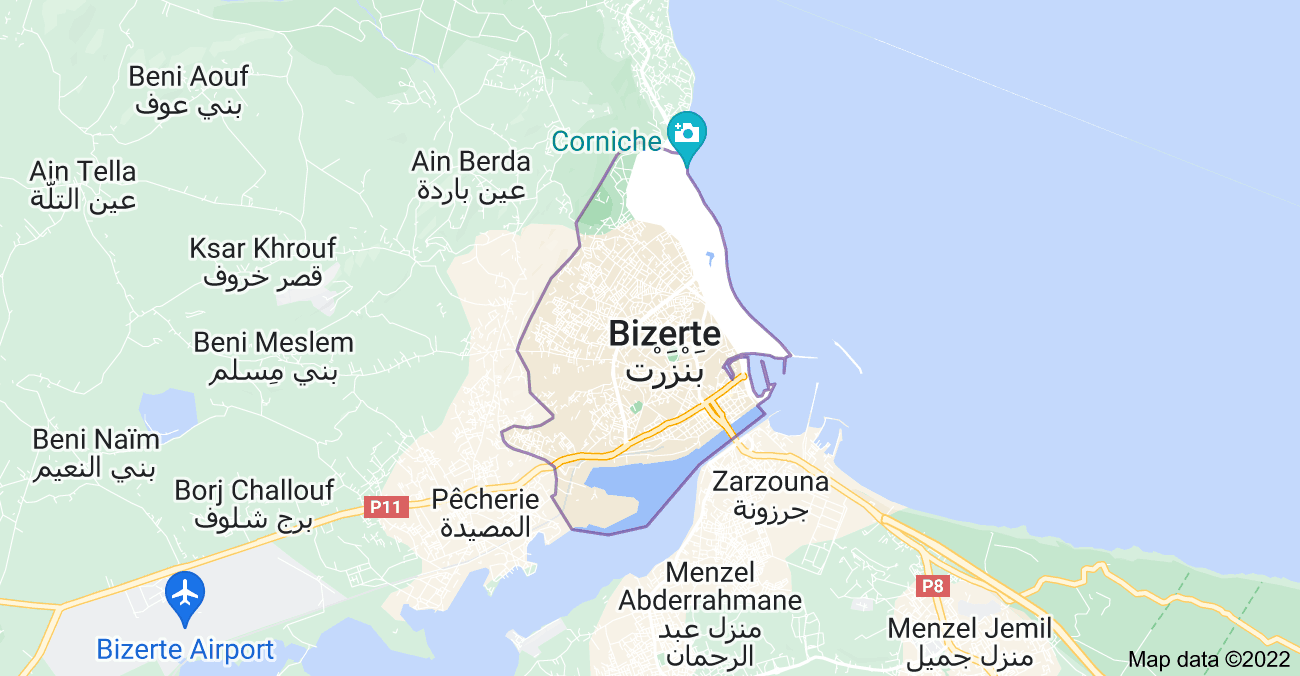 Beni Aouf
بني عوف
Corniche
Ain Tella
عين التلّة
Ain Berda
عين باردة
Ksar Khrouf
قصر خروف
Bizerte
بَنْزَرْت
Beni Meslem
بني مِسلم
Beni Naïm
بني النعيم
Borj Challouf
برج شلوف
P11
Pêcherie
المصيدة
Zarzouna
جرزونة
Menzel
Abderrahmane
منزل عبد
الرحمان
P8
Menzel Jemil
منزل جميل
Bizerte Airport
Map data ©2022